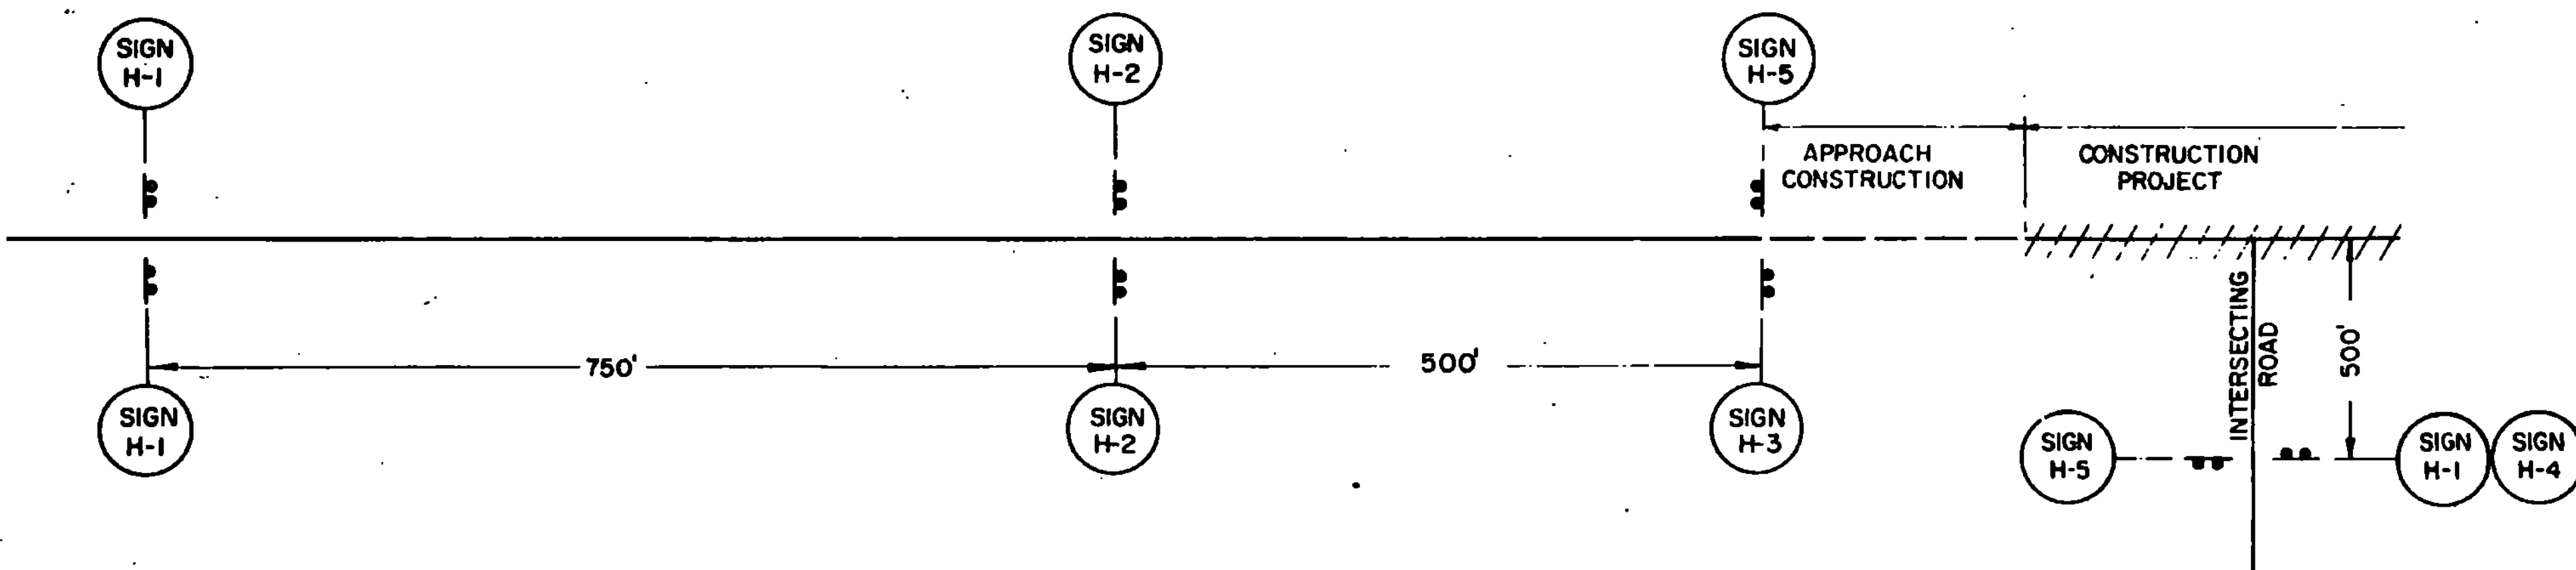 SIGN
H-1
SIGN
H-2
SIGN
H-5
APPROACH
CONSTRUCTION
CONSTRUCTION
PROJECT
750'
500'
SIGN
H-1
SIGN
H-2
SIGN
H-3
INTERSECTING
ROAD
500'
SIGN
H-5
SIGN
H-1
SIGN
H-4